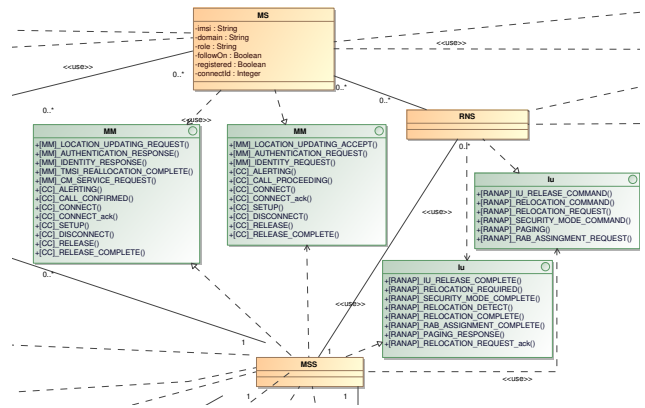 MS
-imsi : String
-domain : String
-role : String
-followOn : Boolean
-registered : Boolean
-connectId : Integer
<<use>>
<<use>>
0..*
0..*
0..*
0..*
<<use>>
RNS
MM
+[MM]_LOCATION_UPDATING_REQUEST()
+[MM]_AUTHENTICATION_RESPONSE()
+[MM]_IDENTITY_RESPONSE()
+[MM]_TMSI_REALLOCATION_COMPLETE()
+[MM]_CM_SERVICE_REQUEST()
+[CC]_ALERTING()
+[CC]_CALL_CONFIRMED()
+[CC]_CONNECT()
+[CC]_CONNECT_ack()
+[CC]_SETUP()
+[CC]_DISCONNECT()
+[CC]_RELEASE()
+[CC]_RELEASE_COMPLETE()
MM
+[MM]_LOCATION_UPDATING_ACCEPT()
+[MM]_AUTHENTICATION_REQUEST()
+[MM]_IDENTITY_REQUEST()
+[CC]_ALERTING()
+[CC]_CALL_PROCEEDING()
+[CC]_CONNECT()
+[CC]_CONNECT_ack()
+[CC]_SETUP()
+[CC]_DISCONNECT()
+[CC]_RELEASE()
+[CC]_RELEASE_COMPLETE()
0..*
Iu
+[RANAP]_IU_RELEASE_COMMAND()
+[RANAP]_RELOCATION_COMMAND()
+[RANAP]_RELOCATION_REQUEST()
+[RANAP]_SECURITY_MODE_COMMAND()
+[RANAP]_PAGING()
+[RANAP]_RAB_ASSINGMENT_REQUEST()
<<use>>
Iu
+[RANAP]_IU_RELEASE_COMPLETE()
+[RANAP]_RELOCATION_REQUIRED()
+[RANAP]_SECURITY_MODE_COMPLETE()
+[RANAP]_RELOCATION_DETECT()
+[RANAP]_RELOCATION_COMPLETE()
+[RANAP]_RAB_ASSIGNMENT_COMPLETE()
+[RANAP]_PAGING_RESPONSE()
+[RANAP]_RELOCATION_REQUEST_ack()
0..*
<<use>>
1
1
MSS
<<use>>
1
1